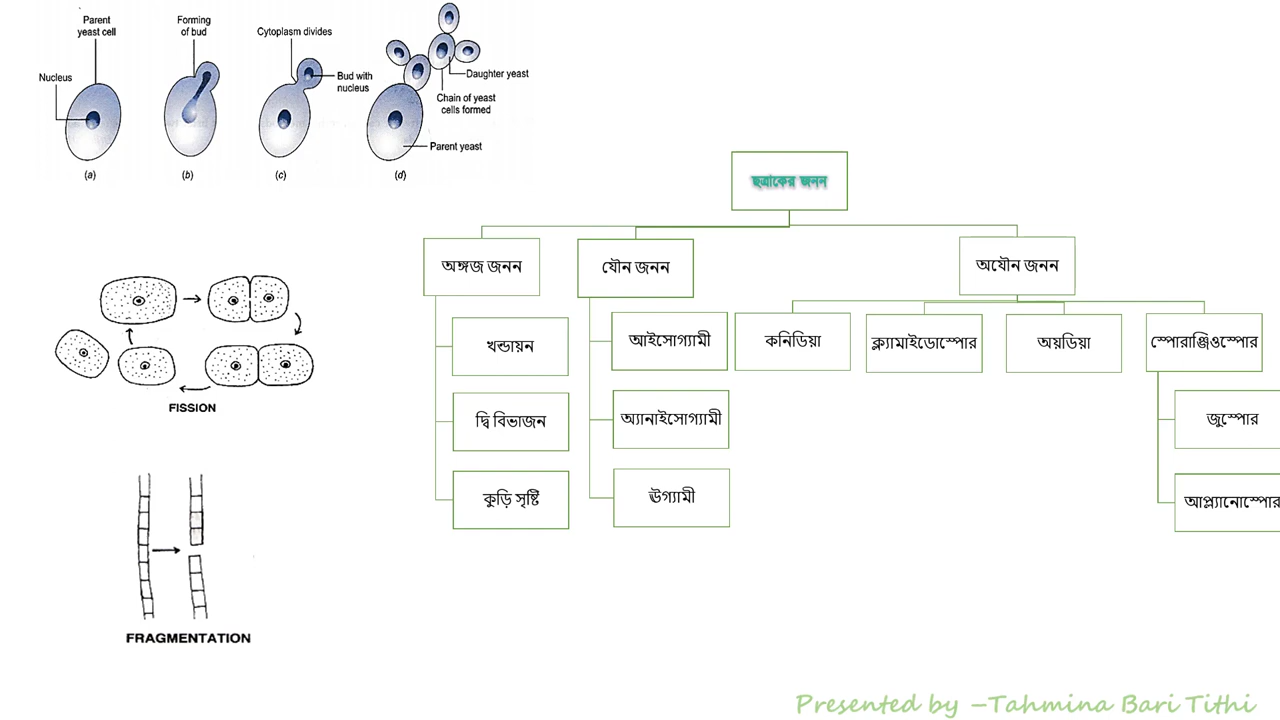 Parent
yeast cell
Nucleus
(a)
Forming
of bud
(b)
Cytoplasm divides
Bud with
nucleus
(c)
Daughter yeast
Chain of yeast
cells formed
Parent yeast
(d)
FISSION
FRAGMENTATION
ছত্রাকের জনন
অঙ্গজ জনন
খন্ডায়ন
দ্বি বিভাজন
কুড়ি সৃষ্টি
যৌন জনন
আইসোগ্যামী
অ্যানাইসোগ্যামী
ঊগ্যামী
অযৌন জনন
কনিডিয়া
ক্ল্যামাইডোস্পোর
অয়ডিয়া
স্পোরাঞ্জিওস্পোর
জুস্পোর
আপ্ল্যানোস্পোর
Presented by –Tahmina Bari Tithi